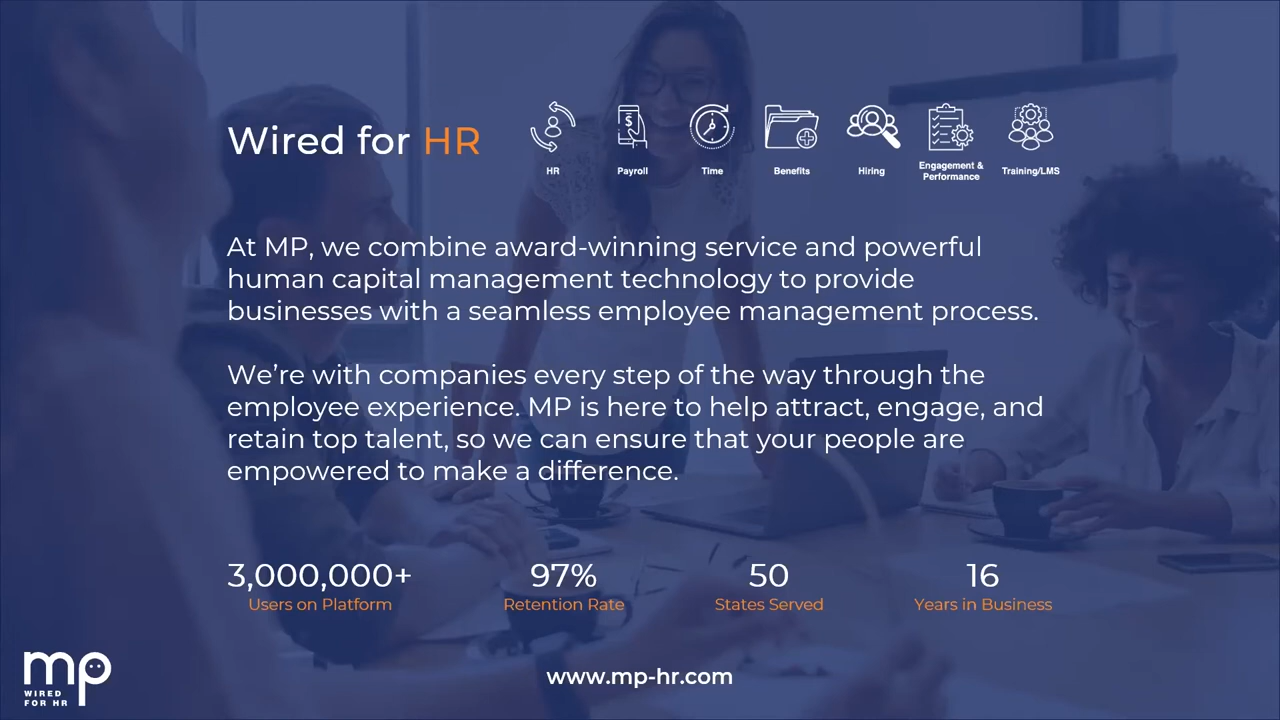 Wired for HR
HR
Payroll
Time
Benefits
Hiring
Engagement &
Performance
Training/LMS
$
At MP, we combine award-winning service and powerful
human capital management technology to provide
businesses with a seamless employee management process.
We’re with companies every step of the way through the
employee experience. MP is here to help attract, engage, and
retain top talent, so we can ensure that your people are
empowered to make a difference.
3,000,000+
Users on Platform
97%
Retention Rate
50
States Served
16
Years in Business
mp
WIRED
FOR HR
www.mp-hr.com